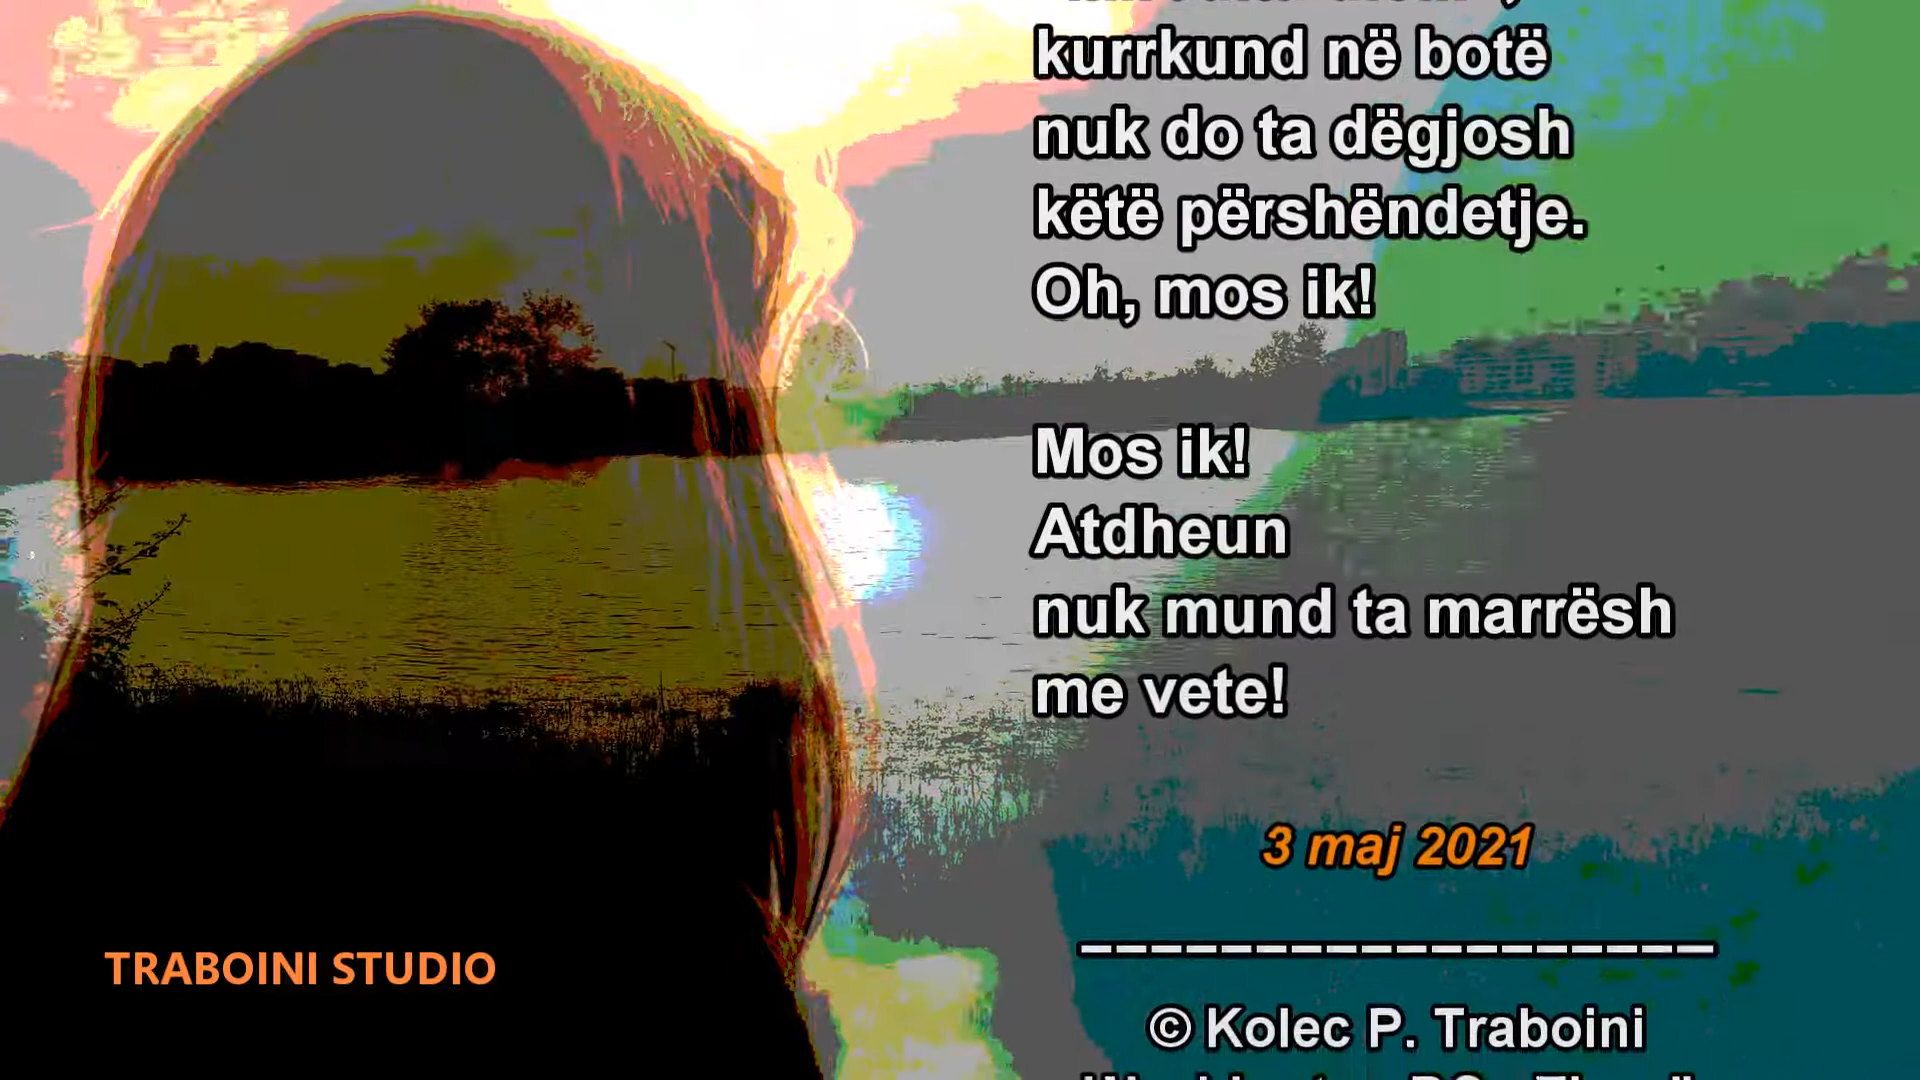 kurrkund në botë
nuk do ta dëgjosh
këtë përshëndetje.
Oh, mos ik!
Mos ik!
Atdheun
nuk mund ta marrësh
me vete!
3 maj 2021
------------------
© Kolec P. Traboini
TRABOINI STUDIO